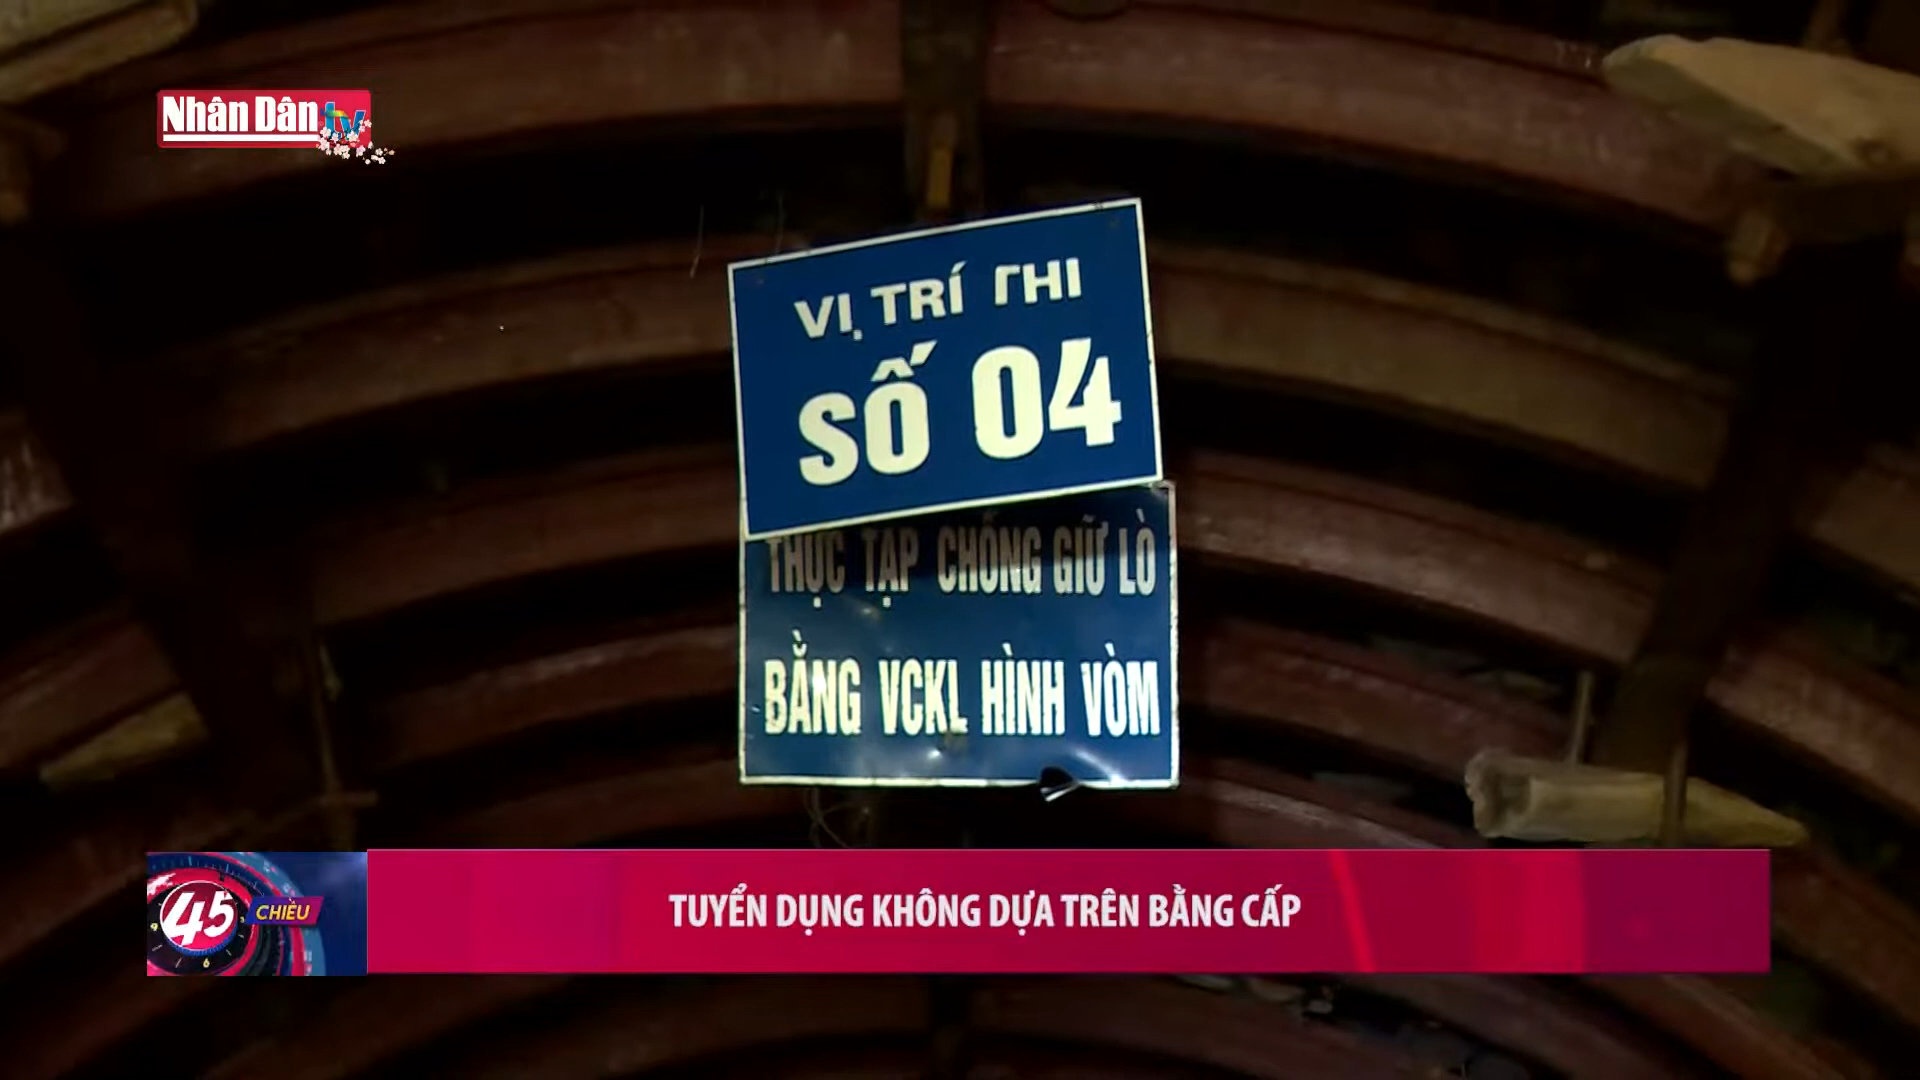 Nhân Dân tv
VỊ TRÍ THI
SỐ 04
THỰC TẬP CHỐNG GIỮ LÒ
BẰNG VCKL HÌNH VÒM
45 CHIỀU
TUYỂN DỤNG KHÔNG DỰA TRÊN BẰNG CẤP